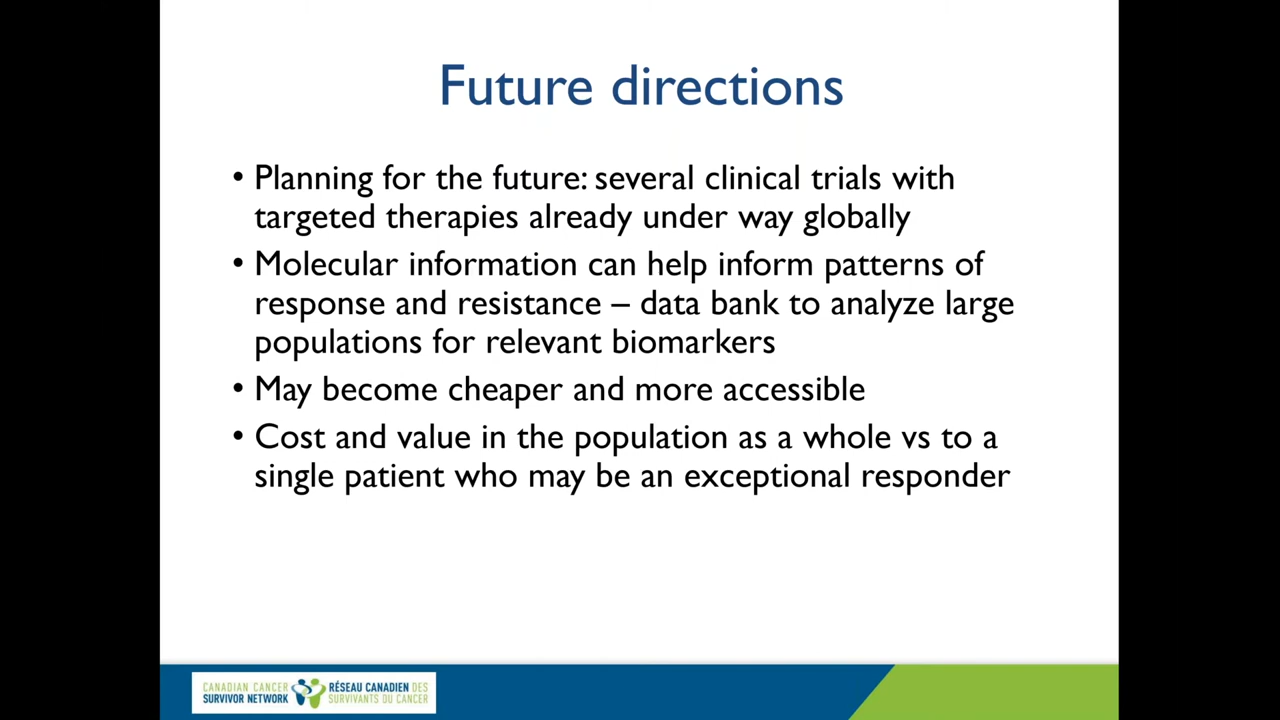 Future directions
• Planning for the future: several clinical trials with
targeted therapies already under way globally
• Molecular information can help inform patterns of
response and resistance – data bank to analyze large
populations for relevant biomarkers
• May become cheaper and more accessible
• Cost and value in the population as a whole vs to a
single patient who may be an exceptional responder
CANADIAN CANCER
SURVIVOR NETWORK
RÉSEAU CANADIEN DES
SURVIVANTS DU CANCER